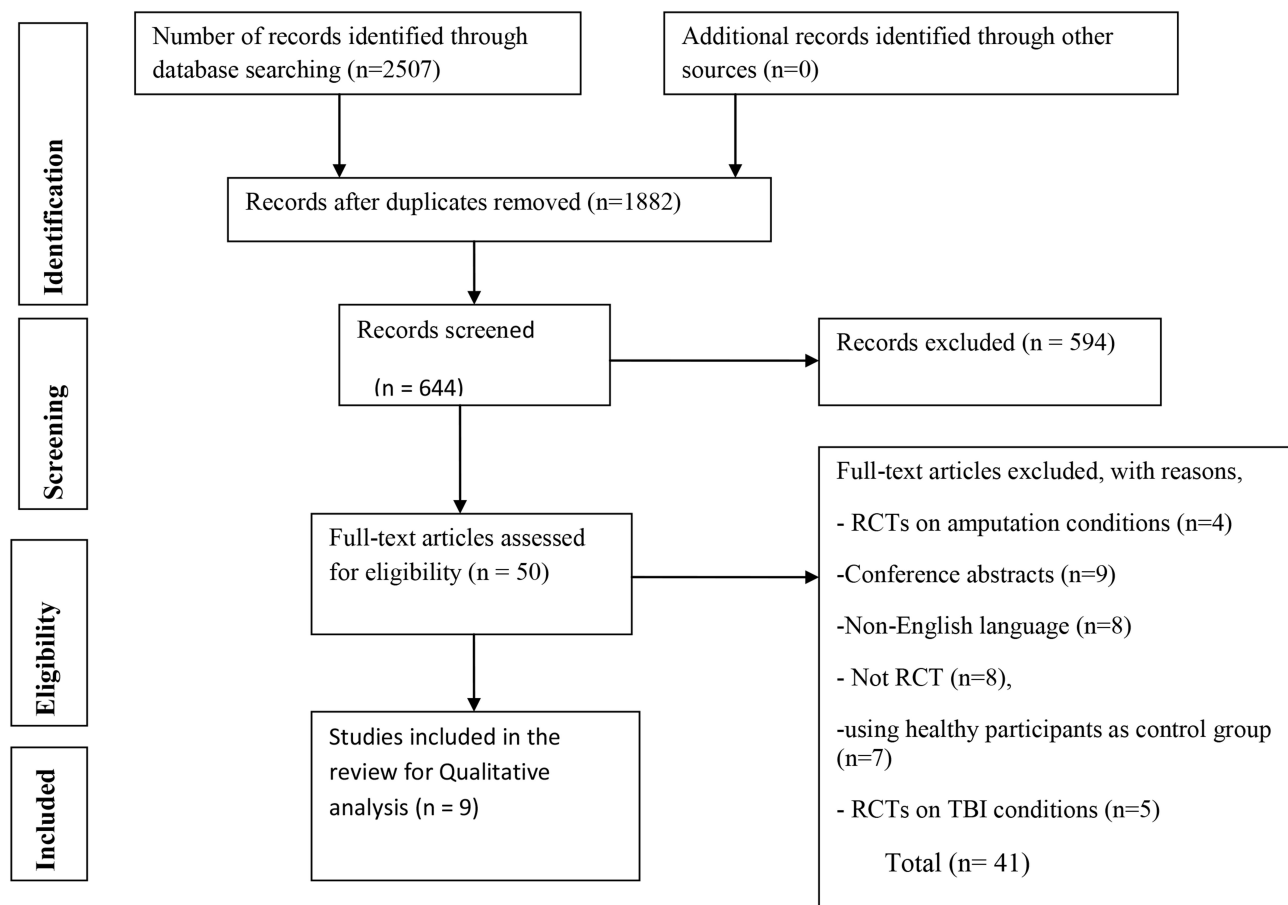 Number of records identified through
database searching (n=2507)
Additional records identified through other
sources (n=0)
Identification
Records after duplicates removed (n=1882)
Records screened
(n = 644)
Records excluded (n = 594)
Screening
Full-text articles assessed
for eligibility (n = 50)
Full-text articles excluded, with reasons,
- RCTs on amputation conditions (n=4)
-Conference abstracts (n=9)
-Non-English language (n=8)
- Not RCT (n=8),
-using healthy participants as control group
(n=7)
- RCTs on TBI conditions (n=5)
Total (n= 41)
Eligibility
Studies included in the
review for Qualitative
analysis (n = 9)
Included